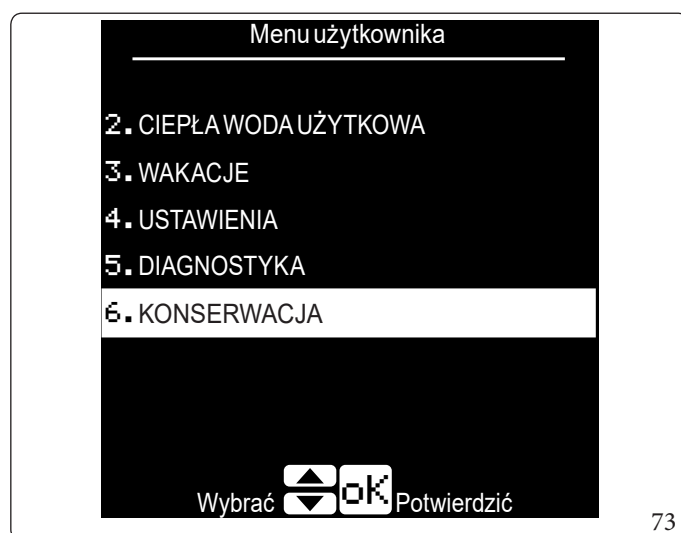 Menu użytkownika
2. CIEPŁA WODA UŻYTKOWA
3. WAKACJE
4. USTAWIENIA
5. DIAGNOSTYKA
6. KONSERWACJA
Wybrać oK Potwierdzić
73